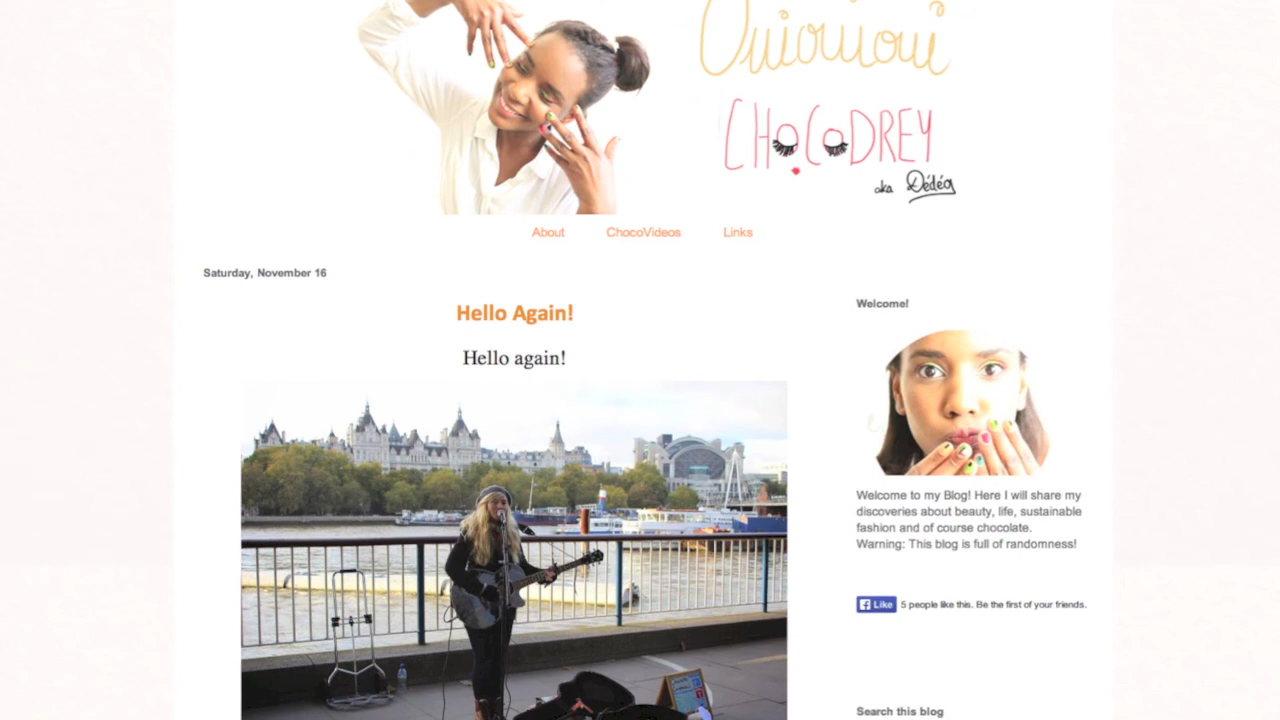 Ouiouioui
CHOCODREY
aka Dédéa
About ChocoVideos Links
Saturday, November 16
Hello Again!
Hello again!
Welcome!
Welcome to my Blog! Here I will share my
discoveries about beauty, life, sustainable
fashion and of course chocolate.
Warning: This blog is full of randomness!
Like 5 people like this. Be the first of your friends.
Search this blog